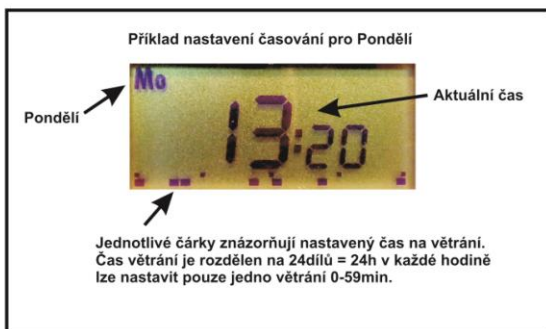 Příklad nastavení časování pro Pondělí
Mo
Pondělí
13:20
Aktuální čas
Jednotlivé čárky znázorňují nastavený čas na větrání.
Čas větrání je rozdělen na 24dílů = 24h v každé hodině
lze nastavit pouze jedno větrání 0-59min.